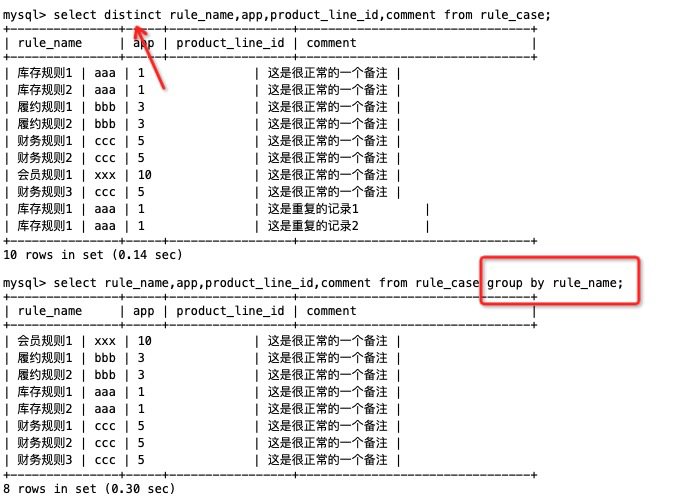 mysql> select distinct rule_name,app,product_line_id,comment from rule_case;
+-----------------+-----+-----------------+---------------------------------+
| rule_name | app | product_line_id | comment |
+-----------------+-----+-----------------+---------------------------------+
| 库存规则1 | aaa | 1 | 这是很正常的一个备注 |
| 库存规则2 | aaa | 1 | 这是很正常的一个备注 |
| 履约规则1 | bbb | 3 | 这是很正常的一个备注 |
| 履约规则2 | bbb | 3 | 这是很正常的一个备注 |
| 财务规则1 | ccc | 5 | 这是很正常的一个备注 |
| 财务规则2 | ccc | 5 | 这是很正常的一个备注 |
| 会员规则1 | xxx | 10 | 这是很正常的一个备注 |
| 财务规则3 | ccc | 5 | 这是很正常的一个备注 |
| 库存规则1 | aaa | 1 | 这是重复的记录1 |
| 库存规则1 | aaa | 1 | 这是重复的记录2 |
+-----------------+-----+-----------------+---------------------------------+
10 rows in set (0.14 sec)
mysql> select rule_name,app,product_line_id,comment from rule_case group by rule_name;
+-----------------+-----+-----------------+---------------------------------+
| rule_name | app | product_line_id | comment |
+-----------------+-----+-----------------+---------------------------------+
| 会员规则1 | xxx | 10 | 这是很正常的一个备注 |
| 履约规则1 | bbb | 3 | 这是很正常的一个备注 |
| 履约规则2 | bbb | 3 | 这是很正常的一个备注 |
| 库存规则1 | aaa | 1 | 这是很正常的一个备注 |
| 库存规则2 | aaa | 1 | 这是很正常的一个备注 |
| 财务规则1 | ccc | 5 | 这是很正常的一个备注 |
| 财务规则2 | ccc | 5 | 这是很正常的一个备注 |
| 财务规则3 | ccc | 5 | 这是很正常的一个备注 |
+-----------------+-----+-----------------+---------------------------------+
8 rows in set (0.30 sec)